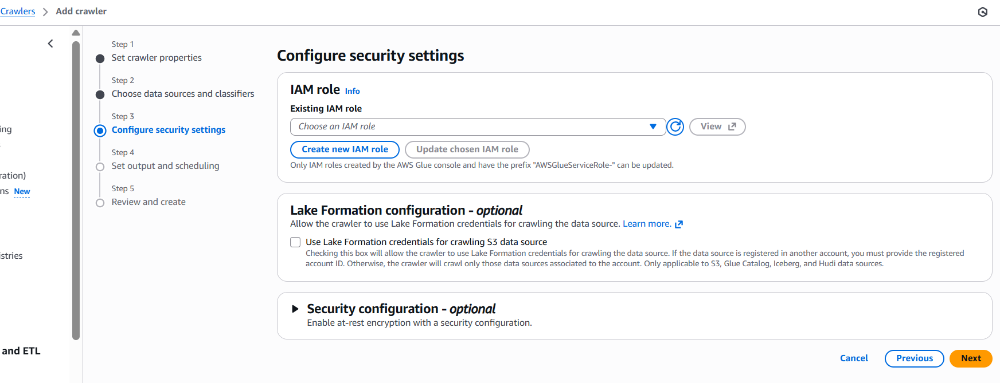 Crawlers
Add crawler
ing
ration)
ns New
istries
and ETL
Step 1
Set crawler properties
Step 2
Choose data sources and classifiers
Step 3
Configure security settings
Step 4
Set output and scheduling
Step 5
Review and create
Configure security settings
IAM role Info
Existing IAM role
Choose an IAM role
View
Create new IAM role
Update chosen IAM role
Only IAM roles created by the AWS Glue console and have the prefix "AWSGlueServiceRole-" can be updated.
Lake Formation configuration - optional
Allow the crawler to use Lake Formation credentials for crawling the data source. Learn more.
Use Lake Formation credentials for crawling S3 data source
Checking this box will allow the crawler to use Lake Formation credentials for crawling the data source. If the data source is registered in another account, you must provide the registered
account ID. Otherwise, the crawler will crawl only those data sources associated to the account. Only applicable to S3, Glue Catalog, Iceberg, and Hudi data sources.
Security configuration - optional
Enable at-rest encryption with a security configuration.
Cancel
Previous
Next